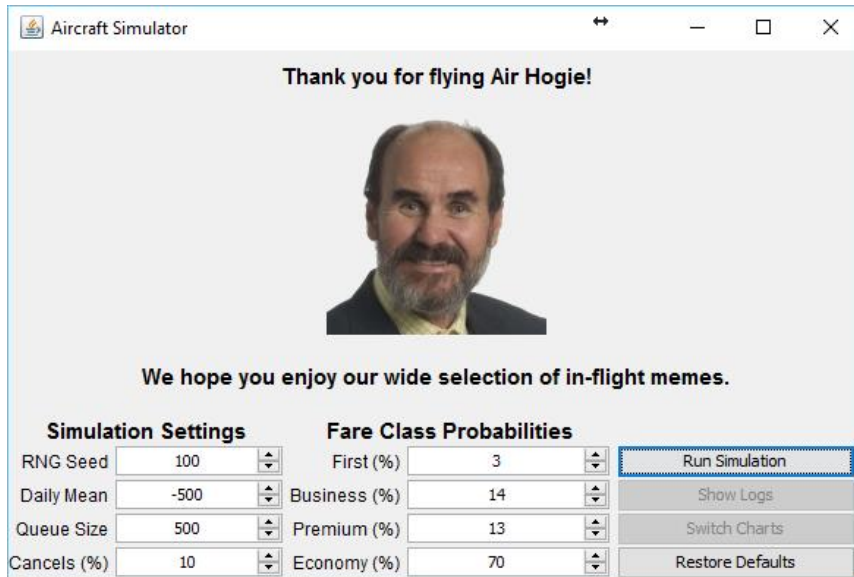 Aircraft Simulator
Thank you for flying Air Hogie!
We hope you enjoy our wide selection of in-flight memes.
Simulation Settings Fare Class Probabilities
RNG Seed 100 First (%) 3 Run Simulation
Daily Mean -500 Business (%) 14 Show Logs
Queue Size 500 Premium (%) 13 Switch Charts
Cancels (%) 10 Economy (%) 70 Restore Defaults